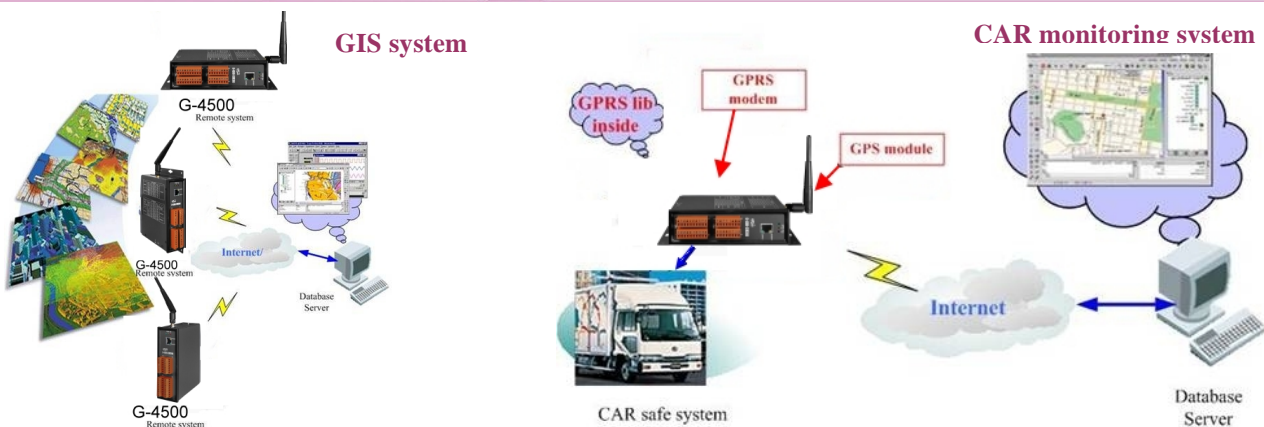 GIS system
G-4500
Remote system
G-4500
Remote system
Internet/
Database
Server
G-4500
Remote system
CAR monitoring system
GPRS
modem
GPRS lib
inside
GPS module
Internet
CAR safe system
Database
Server